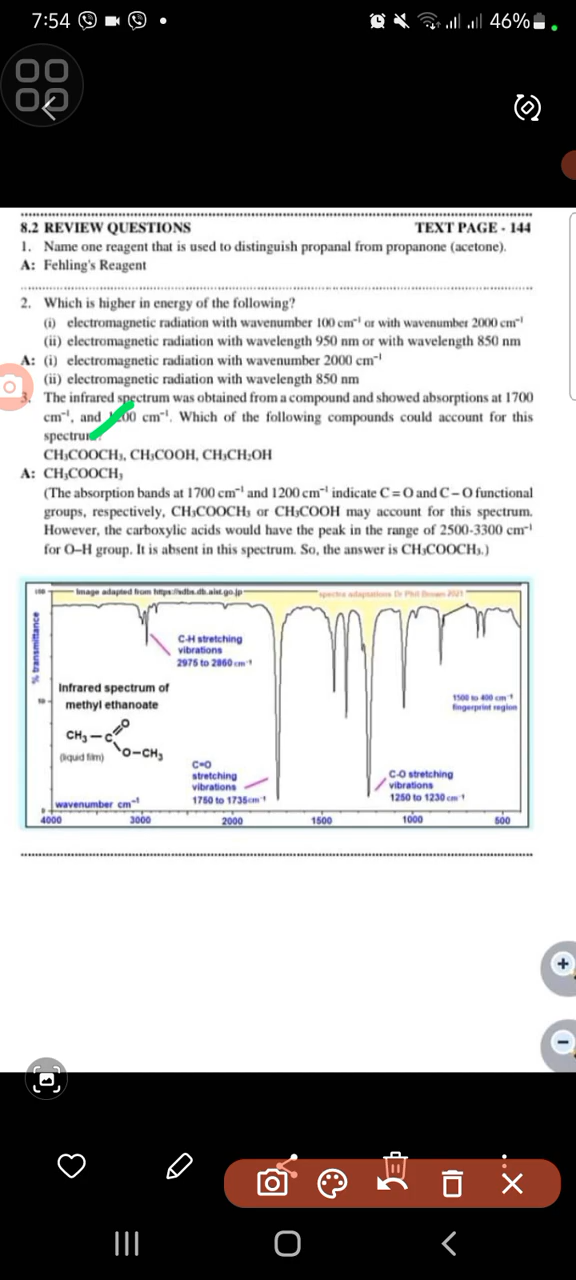 7:54
46%
8.2 REVIEW QUESTIONS TEXT PAGE - 144
1. Name one reagent that is used to distinguish propanal from propanone (acetone).
A: Fehling's Reagent
2. Which is higher in energy of the following?
(i) electromagnetic radiation with wavenumber 100 cm⁻¹ or with wavenumber 2000 cm⁻¹
(ii) electromagnetic radiation with wavelength 950 nm or with wavelength 850 nm
A: (i) electromagnetic radiation with wavenumber 2000 cm⁻¹
(ii) electromagnetic radiation with wavelength 850 nm
3. The infrared spectrum was obtained from a compound and showed absorptions at 1700
cm⁻¹, and 1200 cm⁻¹. Which of the following compounds could account for this
spectrum?
CH₃COOCH₃, CH₃COOH, CH₃CH₂OH
A: CH₃COOCH₃
(The absorption bands at 1700 cm⁻¹ and 1200 cm⁻¹ indicate C=O and C–O functional
groups, respectively, CH₃COOCH₃ or CH₃COOH may account for this spectrum.
However, the carboxylic acids would have the peak in the range of 2500-3300 cm⁻¹
for O–H group. It is absent in this spectrum. So, the answer is CH₃COOCH₃.)
Image adapted from https://sdbs.db.aist.go.jp
spectra adaptations Dr Phil Brown 2021
100
% transmittance
C-H stretching
vibrations
2975 to 2860 cm⁻¹
Infrared spectrum of
methyl ethanoate
50
1500 to 400 cm⁻¹
fingerprint region
CH₃–C
O
O–CH₃
(liquid film)
C=O
stretching
vibrations
1750 to 1735cm⁻¹
C-O stretching
vibrations
1250 to 1230 cm⁻¹
wavenumber cm⁻¹
0
4000 3000 2000 1500 1000 500